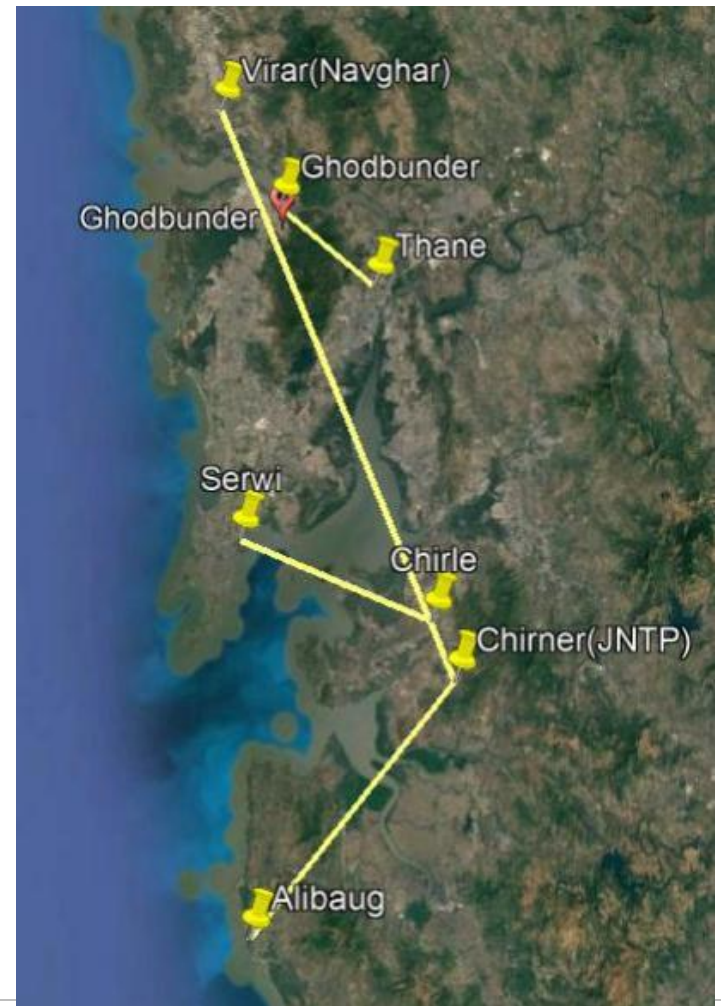 Virar(Navghar)
Ghodbunder
Ghodbunder
Thane
Serwi
Chirle
Chirner(JNTP)
Alibaug